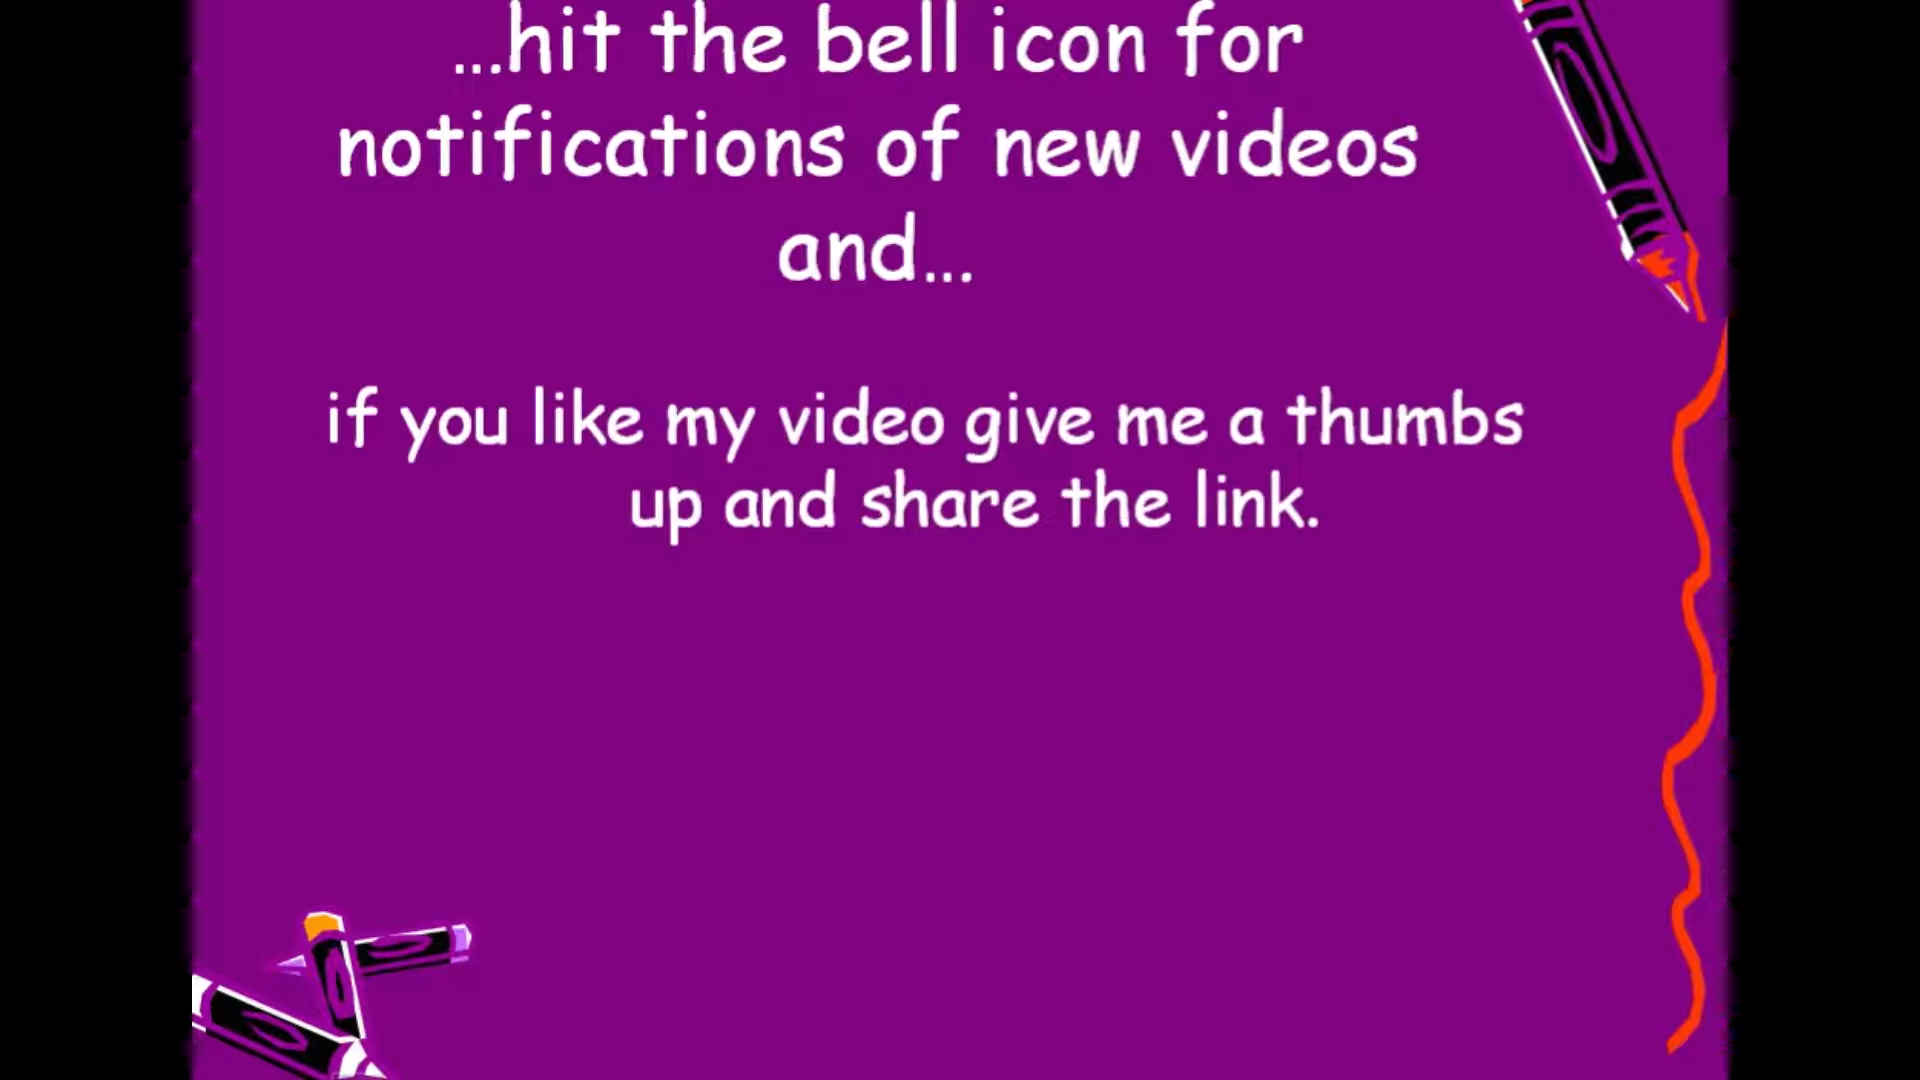 ...hit the bell icon for
notifications of new videos
and...
if you like my video give me a thumbs
up and share the link.